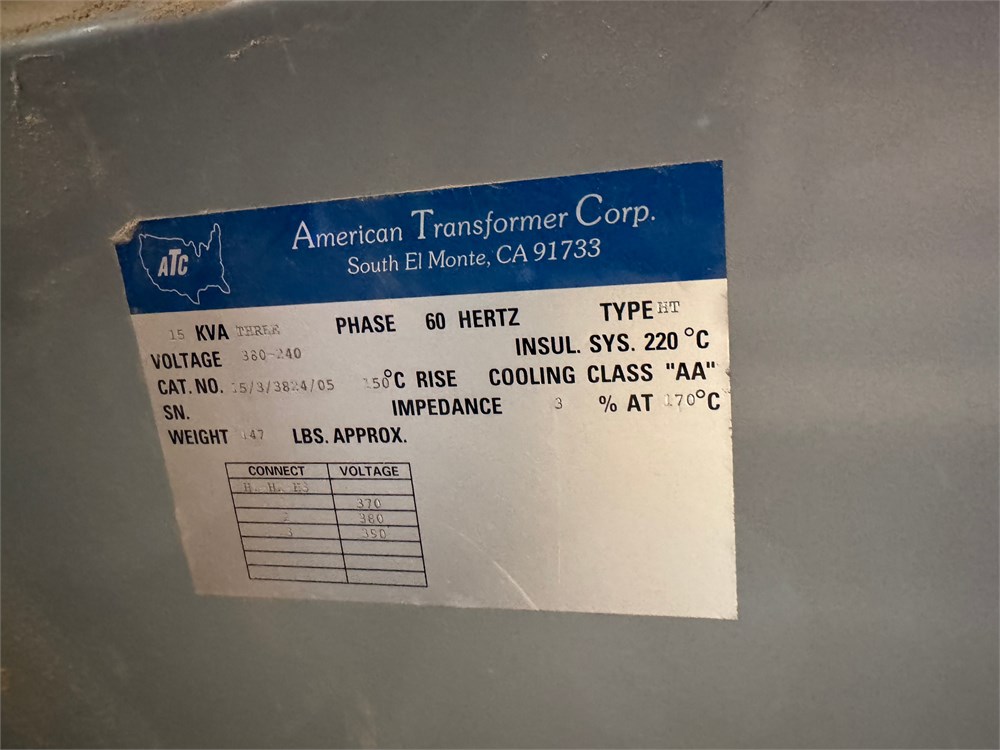 ATC
American Transformer Corp.
South El Monte, CA 91733
15 KVA THREE PHASE 60 HERTZ TYPE HT
VOLTAGE 380-240 INSUL. SYS. 220 °C
CAT. NO. 15/3/3824/05 150°C RISE COOLING CLASS "AA"
SN. IMPEDANCE 3 % AT 170°C
WEIGHT 147 LBS. APPROX.
CONNECT VOLTAGE
370
2 380
3 390